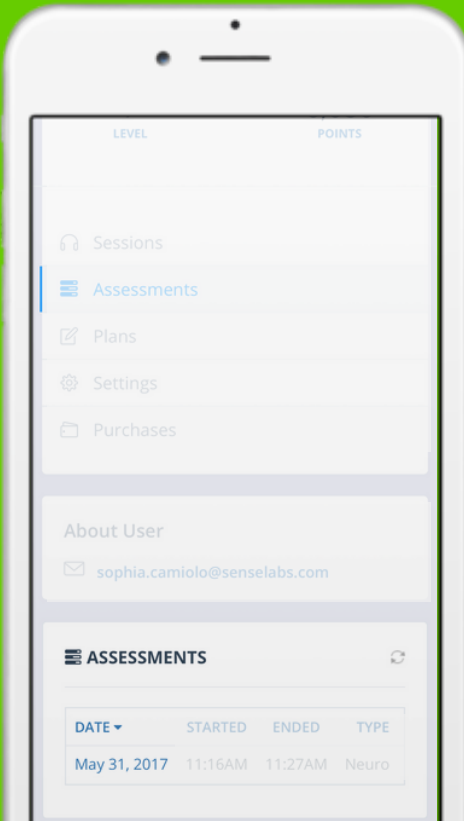 LEVEL POINTS
Sessions
Assessments
Plans
Settings
Purchases
About User
sophia.camiolo@senselabs.com
ASSESSMENTS
DATE STARTED ENDED TYPE
May 31, 2017 11:16AM 11:27AM Neuro